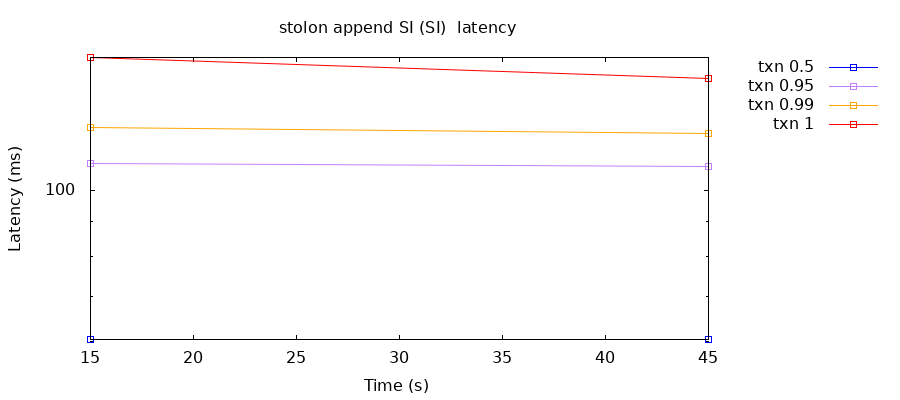 stolon append SI (SI)  latency
txn 0.5
txn 0.95
txn 0.99
txn 1
Latency (ms)
100
15 20 25 30 35 40 45
Time (s)